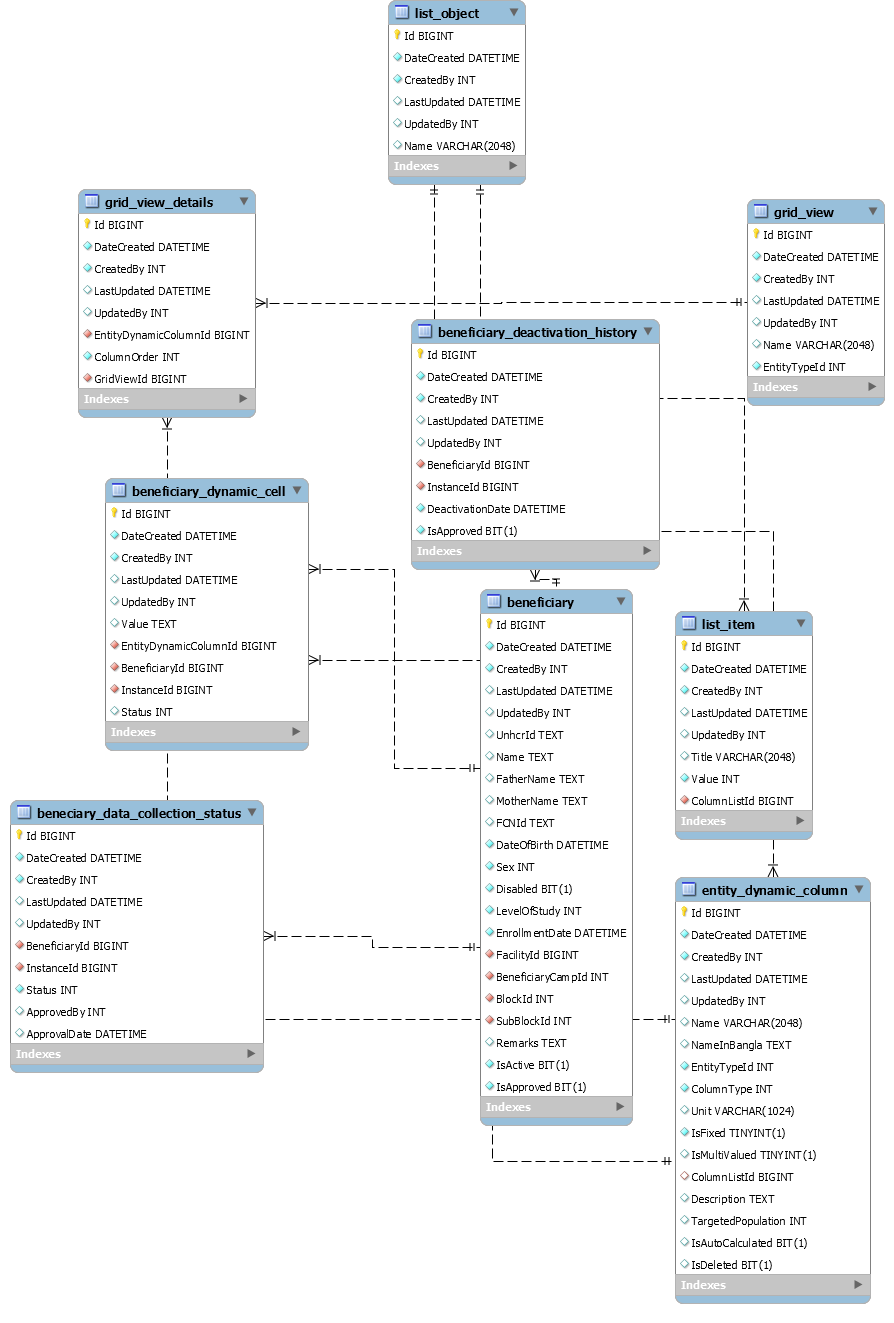 list_object
Id BIGINT
DateCreated DATETIME
CreatedBy INT
LastUpdated DATETIME
UpdatedBy INT
Name VARCHAR(2048)
Indexes
grid_view_details
Id BIGINT
DateCreated DATETIME
CreatedBy INT
LastUpdated DATETIME
UpdatedBy INT
EntityDynamicColumnId BIGINT
ColumnOrder INT
GridViewId BIGINT
Indexes
grid_view
Id BIGINT
DateCreated DATETIME
CreatedBy INT
LastUpdated DATETIME
UpdatedBy INT
Name VARCHAR(2048)
EntityTypeId INT
Indexes
beneficiary_deactivation_history
Id BIGINT
DateCreated DATETIME
CreatedBy INT
LastUpdated DATETIME
UpdatedBy INT
BeneficiaryId BIGINT
InstanceId BIGINT
DeactivationDate DATETIME
IsApproved BIT(1)
Indexes
beneficiary_dynamic_cell
Id BIGINT
DateCreated DATETIME
CreatedBy INT
LastUpdated DATETIME
UpdatedBy INT
Value TEXT
EntityDynamicColumnId BIGINT
BeneficiaryId BIGINT
InstanceId BIGINT
Status INT
Indexes
beneficiary
Id BIGINT
DateCreated DATETIME
CreatedBy INT
LastUpdated DATETIME
UpdatedBy INT
UnhcrId TEXT
Name TEXT
FatherName TEXT
MotherName TEXT
FCNId TEXT
DateOfBirth DATETIME
Sex INT
Disabled BIT(1)
LevelOfStudy INT
EnrollmentDate DATETIME
FacilityId BIGINT
BeneficiaryCampId INT
BlockId INT
SubBlockId INT
Remarks TEXT
IsActive BIT(1)
IsApproved BIT(1)
Indexes
list_item
Id BIGINT
DateCreated DATETIME
CreatedBy INT
LastUpdated DATETIME
UpdatedBy INT
Title VARCHAR(2048)
Value INT
ColumnListId BIGINT
Indexes
beneciary_data_collection_status
Id BIGINT
DateCreated DATETIME
CreatedBy INT
LastUpdated DATETIME
UpdatedBy INT
BeneficiaryId BIGINT
InstanceId BIGINT
Status INT
ApprovedBy INT
ApprovalDate DATETIME
Indexes
entity_dynamic_column
Id BIGINT
DateCreated DATETIME
CreatedBy INT
LastUpdated DATETIME
UpdatedBy INT
Name VARCHAR(2048)
NameInBangla TEXT
EntityTypeId INT
ColumnType INT
Unit VARCHAR(1024)
IsFixed TINYINT(1)
IsMultiValued TINYINT(1)
ColumnListId BIGINT
Description TEXT
TargetedPopulation INT
IsAutoCalculated BIT(1)
IsDeleted BIT(1)
Indexes